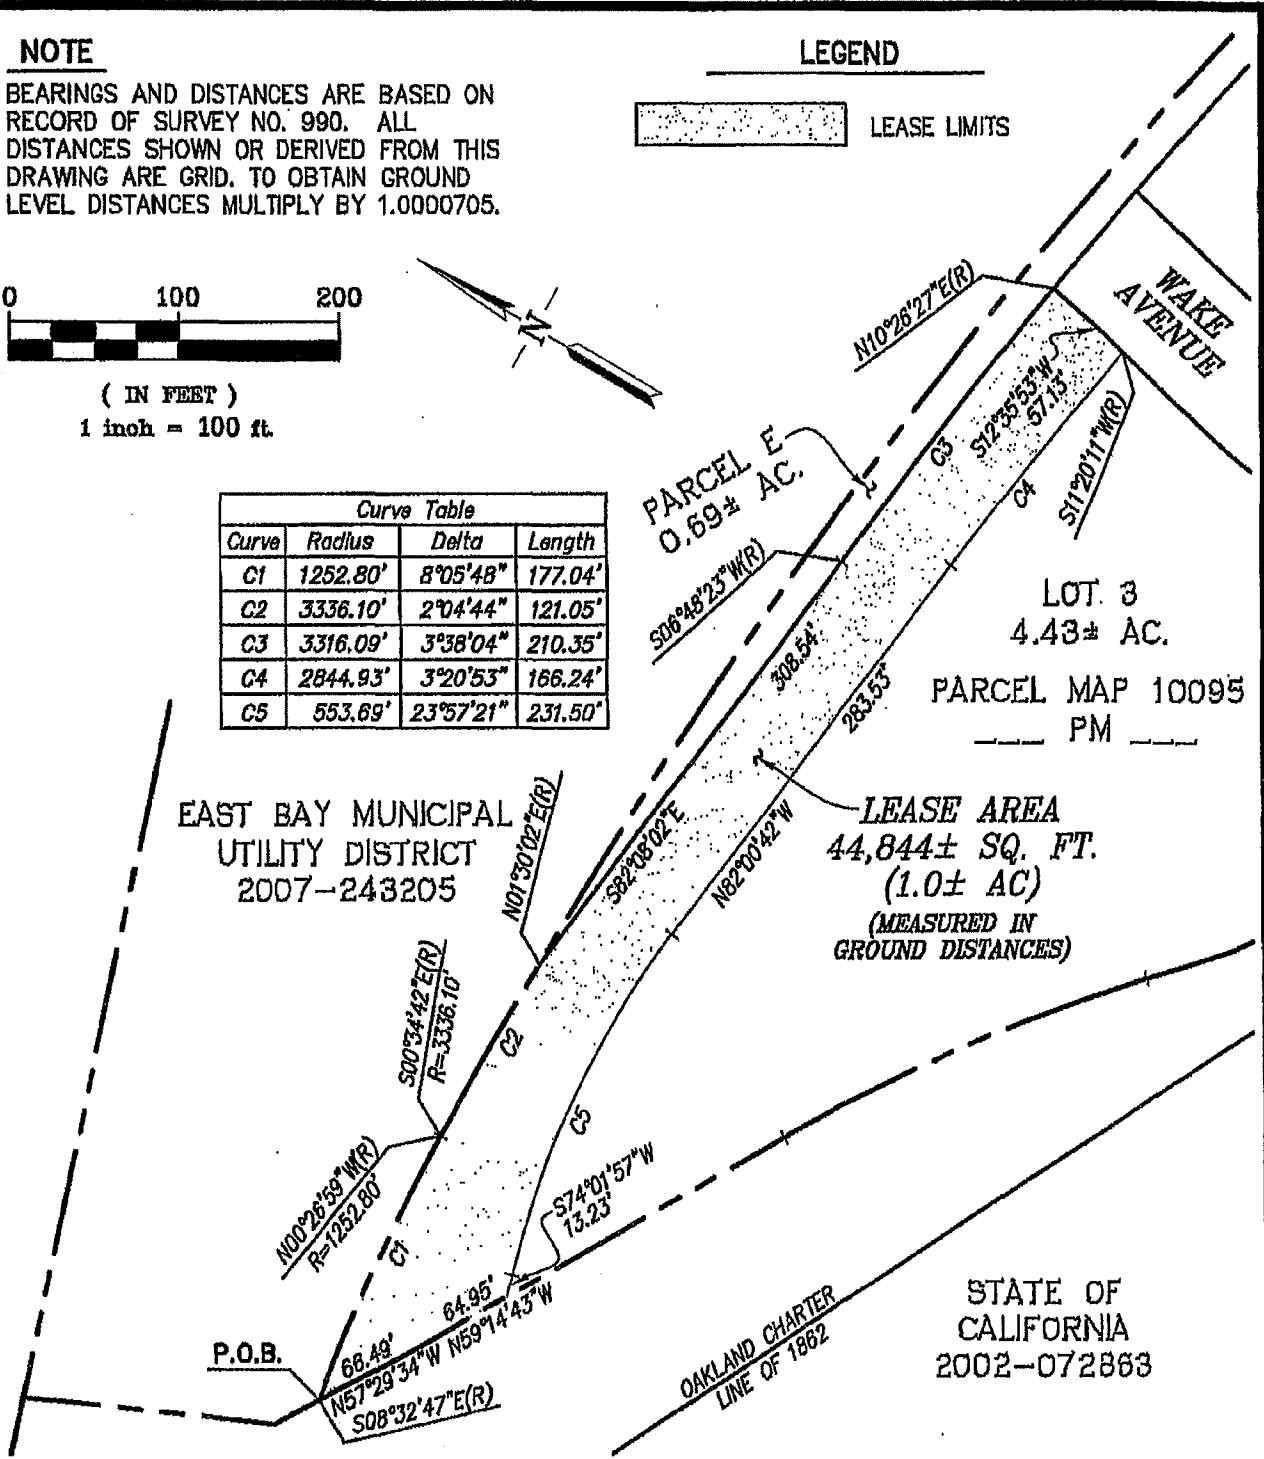 NOTE
BEARINGS AND DISTANCES ARE BASED ON
RECORD OF SURVEY NO. 990. ALL
DISTANCES SHOWN OR DERIVED FROM THIS
DRAWING ARE GRID. TO OBTAIN GROUND
LEVEL DISTANCES MULTIPLY BY 1.0000705.
LEGEND
LEASE LIMITS
0 100 200
( IN FEET )
1 inch = 100 ft.
N
WAKE
AVENUE
N10°26'27"E(R)
S12°35'53"W
57.13'
S11°20'11"W(R)
C3
C4
PARCEL E
0.69± AC.
S06°48'23"W(R)
Curve Table
Curve Radius Delta Length
C1 1252.80' 8°05'48" 177.04'
C2 3336.10' 2°04'44" 121.05'
C3 3316.09' 3°38'04" 210.35'
C4 2844.93' 3°20'53" 166.24'
C5 553.69' 23°57'21" 231.50'
LOT 3
4.43± AC.
PARCEL MAP 10095
___ PM ___
308.54'
283.53'
S82°08'02"E
N82°00'42"W
LEASE AREA
44,844± SQ. FT.
(1.0± AC)
(MEASURED IN
GROUND DISTANCES)
EAST BAY MUNICIPAL
UTILITY DISTRICT
2007-243205
N01°30'02"E(R)
S00°34'42"E(R)
R=3336.10'
C2
C5
N00°26'59"W(R)
R=1252.80'
C1
S74°01'57"W
13.23'
64.95'
N59°14'43"W
66.49'
N57°29'34"W
P.O.B.
S08°32'47"E(R)
OAKLAND CHARTER
LINE OF 1862
STATE OF
CALIFORNIA
2002-072863